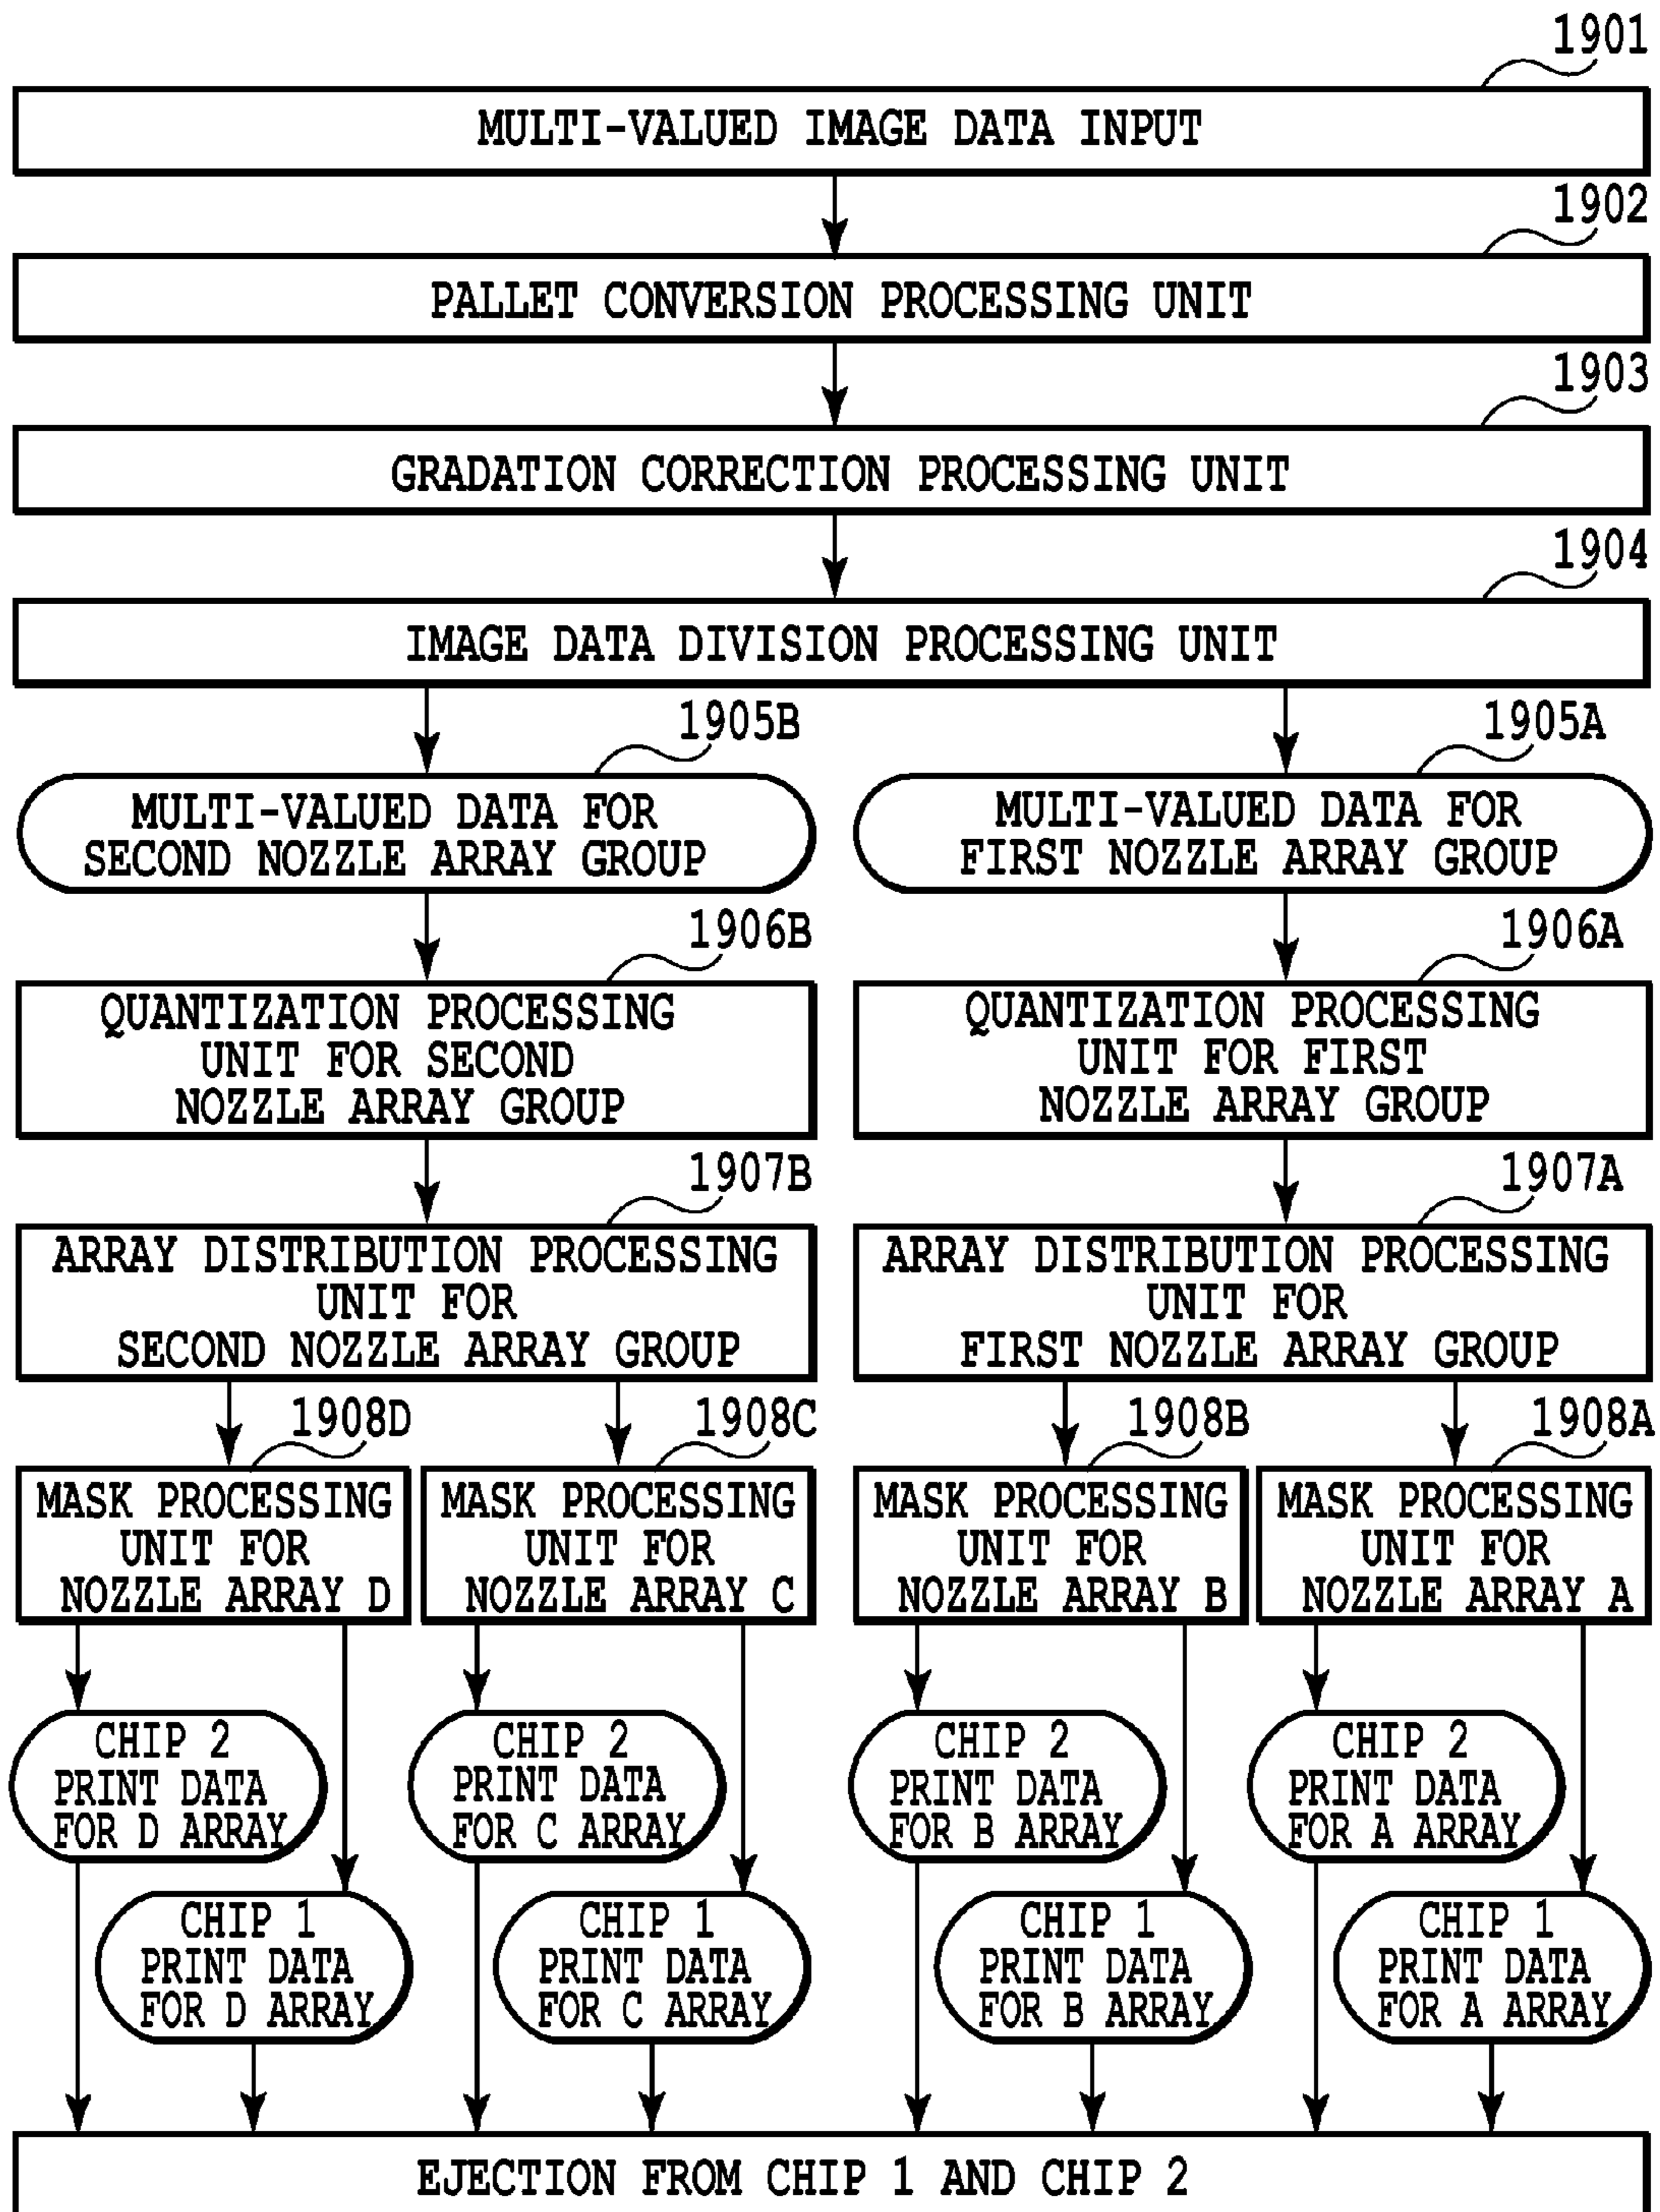 1901
MULTI-VALUED IMAGE DATA INPUT
1902
PALLET CONVERSION PROCESSING UNIT
1903
GRADATION CORRECTION PROCESSING UNIT
1904
IMAGE DATA DIVISION PROCESSING UNIT
1905B
MULTI-VALUED DATA FOR
SECOND NOZZLE ARRAY GROUP
1905A
MULTI-VALUED DATA FOR
FIRST NOZZLE ARRAY GROUP
1906B
QUANTIZATION PROCESSING
UNIT FOR SECOND
NOZZLE ARRAY GROUP
1906A
QUANTIZATION PROCESSING
UNIT FOR FIRST
NOZZLE ARRAY GROUP
1907B
ARRAY DISTRIBUTION PROCESSING
UNIT FOR
SECOND NOZZLE ARRAY GROUP
1907A
ARRAY DISTRIBUTION PROCESSING
UNIT FOR
FIRST NOZZLE ARRAY GROUP
1908D
MASK PROCESSING
UNIT FOR
NOZZLE ARRAY D
1908C
MASK PROCESSING
UNIT FOR
NOZZLE ARRAY C
1908B
MASK PROCESSING
UNIT FOR
NOZZLE ARRAY B
1908A
MASK PROCESSING
UNIT FOR
NOZZLE ARRAY A
CHIP 2
PRINT DATA
FOR D ARRAY
CHIP 2
PRINT DATA
FOR C ARRAY
CHIP 2
PRINT DATA
FOR B ARRAY
CHIP 2
PRINT DATA
FOR A ARRAY
CHIP 1
PRINT DATA
FOR D ARRAY
CHIP 1
PRINT DATA
FOR C ARRAY
CHIP 1
PRINT DATA
FOR B ARRAY
CHIP 1
PRINT DATA
FOR A ARRAY
EJECTION FROM CHIP 1 AND CHIP 2